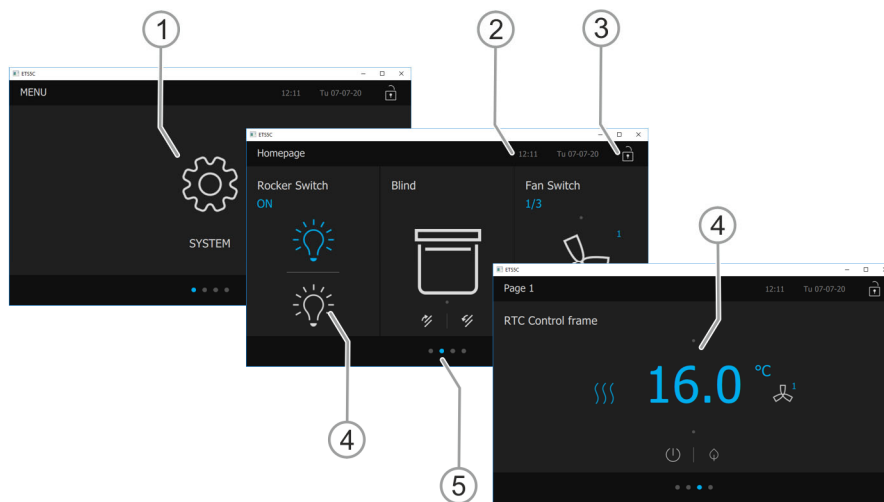 1
2
3
ETSSC
MENU
12:11
Tu 07-07-20
SYSTEM
ETSSC
Homepage
12:11
Tu 07-07-20
Rocker Switch
ON
Blind
Fan Switch
1/3
1
4
ETSSC
Page 1
12:11
Tu 07-07-20
RTC Control frame
16.0 °C
1
4
5